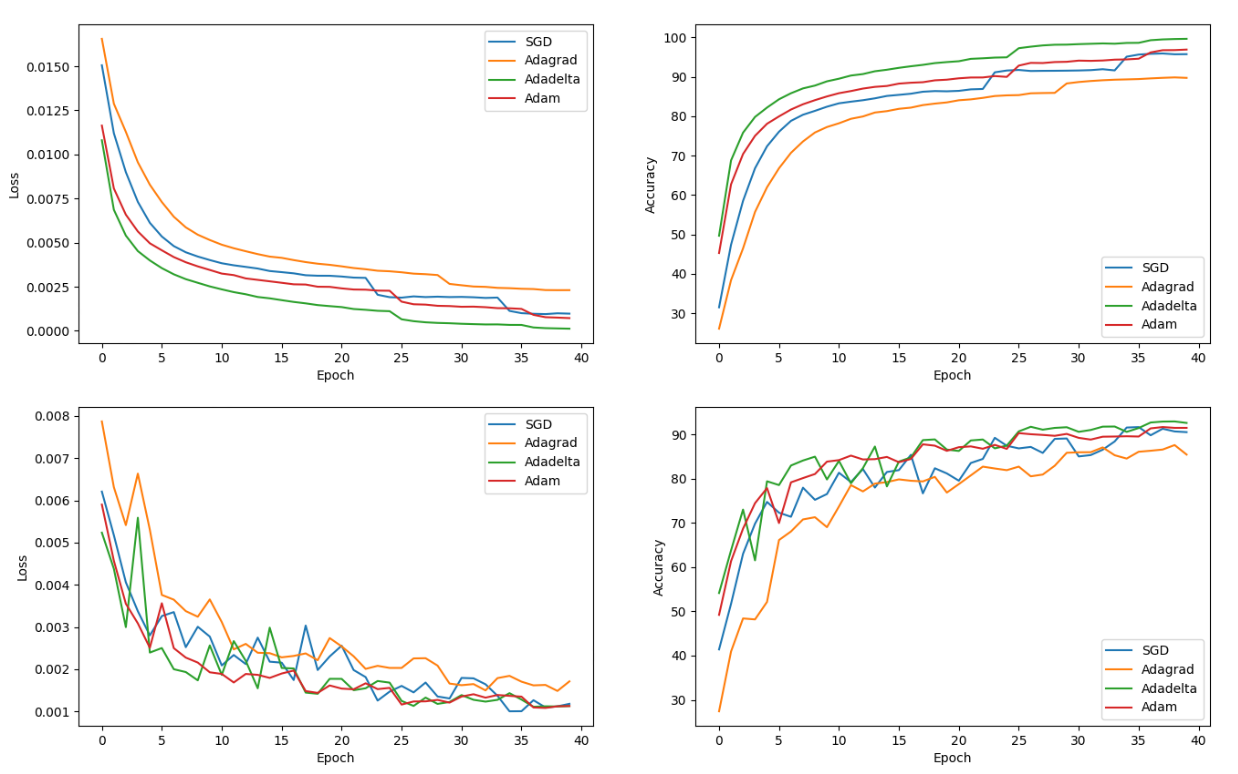 0.0150
0.0125
0.0100
0.0075
0.0050
0.0025
0.0000
Loss
0 5 10 15 20 25 30 35 40
Epoch
SGD
Adagrad
Adadelta
Adam
100
90
80
70
60
50
40
30
Accuracy
0 5 10 15 20 25 30 35 40
Epoch
SGD
Adagrad
Adadelta
Adam
0.008
0.007
0.006
0.005
0.004
0.003
0.002
0.001
Loss
0 5 10 15 20 25 30 35 40
Epoch
SGD
Adagrad
Adadelta
Adam
90
80
70
60
50
40
30
Accuracy
0 5 10 15 20 25 30 35 40
Epoch
SGD
Adagrad
Adadelta
Adam